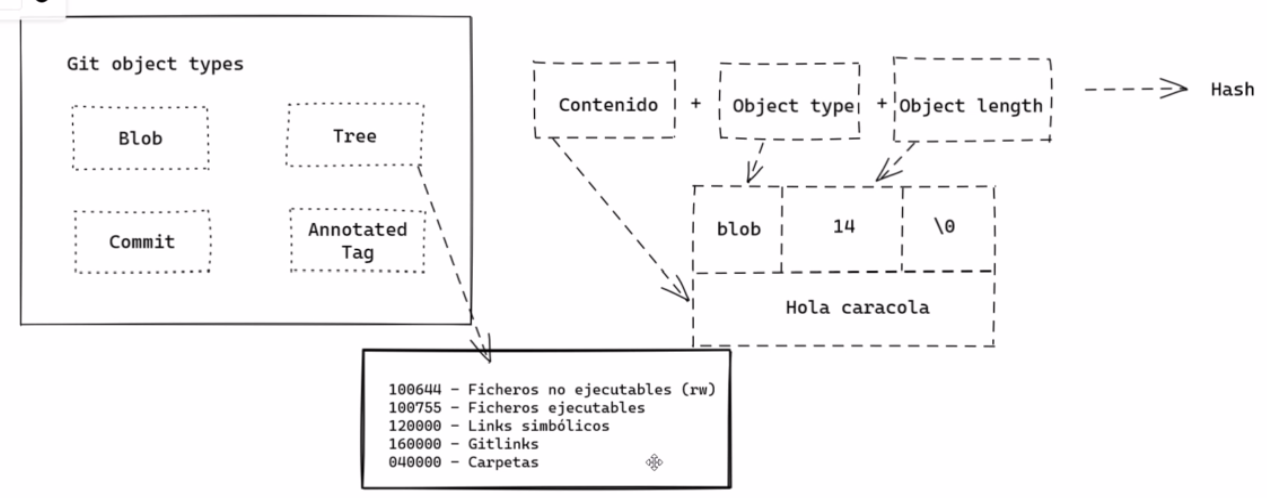 Git object types
Blob
Tree
Commit
Annotated
Tag
Contenido + Object type + Object length
Hash
blob 14 \0
Hola caracola
100644 - Ficheros no ejecutables (rw)
100755 - Ficheros ejecutables
120000 - Links simbólicos
160000 - Gitlinks
040000 - Carpetas